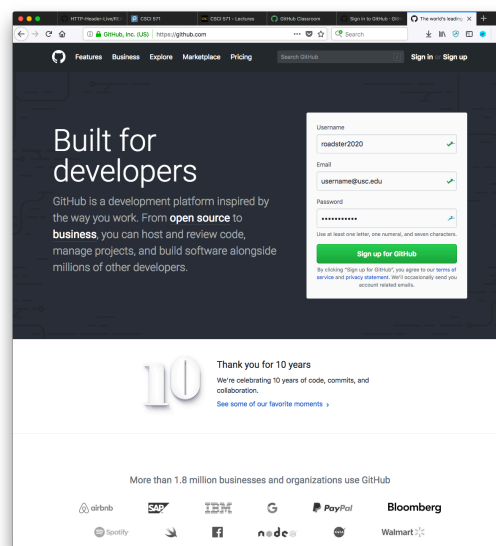 HTTP-Header-Live/RE
CSCI 571
CSCI 571 - Lectures
GitHub Classroom
Sign in to GitHub · GitH
The world's leading
GitHub, Inc. (US) https://github.com
Search
Features Business Explore Marketplace Pricing
Search GitHub
/
Sign in or Sign up
Built for
developers
GitHub is a development platform inspired by
the way you work. From open source to
business, you can host and review code,
manage projects, and build software alongside
millions of other developers.
Username
roadster2020
Email
username@usc.edu
Password
•••••••••••
Use at least one letter, one numeral, and seven characters.
Sign up for GitHub
By clicking "Sign up for GitHub", you agree to our terms of
service and privacy statement. We'll occasionally send you
account related emails.
10
Thank you for 10 years
We're celebrating 10 years of code, commits, and
collaboration.
See some of our favorite moments ›
More than 1.8 million businesses and organizations use GitHub
airbnb SAP IBM G PayPal Bloomberg
Spotify f node Walmart